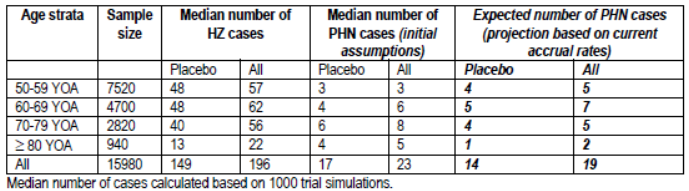 Age strata Sample size Median number of HZ cases Median number of PHN cases (initial assumptions) Expected number of PHN cases (projection based on current accrual rates)
Placebo All Placebo All Placebo All
50-59 YOA 7520 48 57 3 3 4 5
60-69 YOA 4700 48 62 4 6 5 7
70-79 YOA 2820 40 56 6 8 4 5
≥ 80 YOA 940 13 22 4 5 1 2
All 15980 149 196 17 23 14 19
Median number of cases calculated based on 1000 trial simulations.